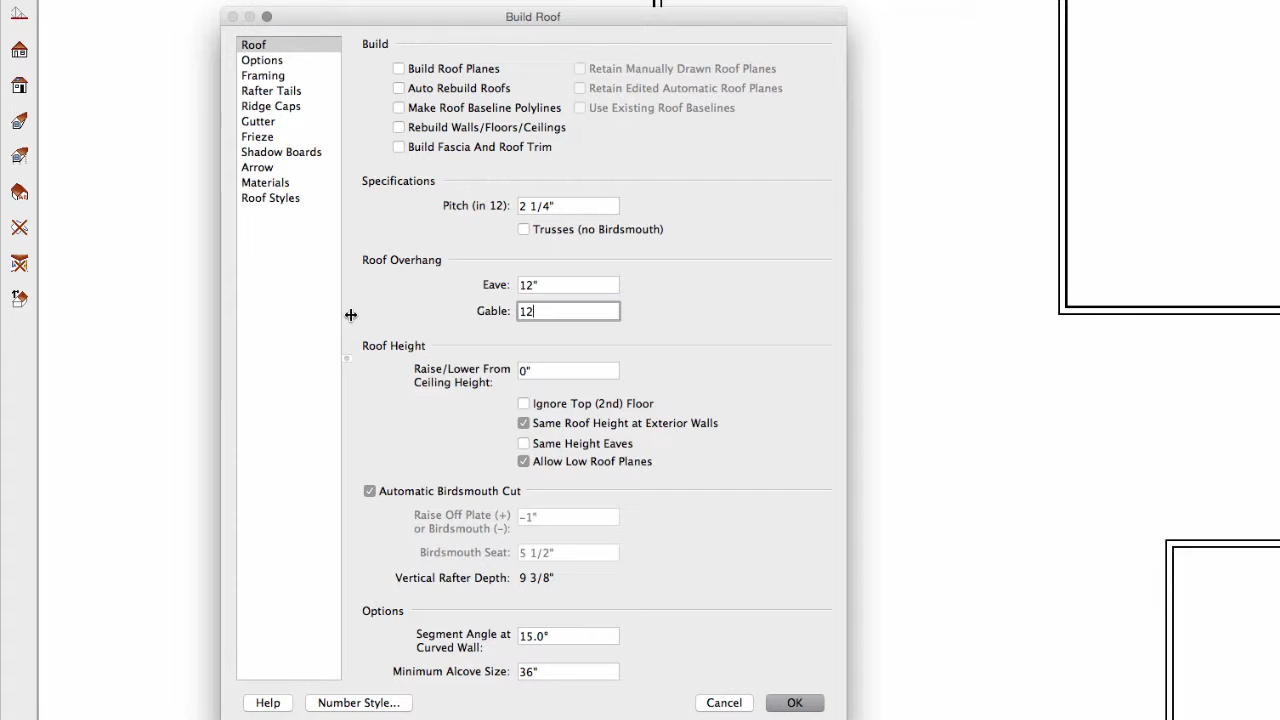 Build Roof
Roof
Options
Framing
Rafter Tails
Ridge Caps
Gutter
Frieze
Shadow Boards
Arrow
Materials
Roof Styles
Build
Build Roof Planes
Retain Manually Drawn Roof Planes
Auto Rebuild Roofs
Retain Edited Automatic Roof Planes
Make Roof Baseline Polylines
Use Existing Roof Baselines
Rebuild Walls/Floors/Ceilings
Build Fascia And Roof Trim
Specifications
Pitch (in 12): 2 1/4"
Trusses (no Birdsmouth)
Roof Overhang
Eave: 12"
Gable: 12
Roof Height
Raise/Lower From
Ceiling Height: 0"
Ignore Top (2nd) Floor
Same Roof Height at Exterior Walls
Same Height Eaves
Allow Low Roof Planes
Automatic Birdsmouth Cut
Raise Off Plate (+)
or Birdsmouth (-): -1"
Birdsmouth Seat: 5 1/2"
Vertical Rafter Depth: 9 3/8"
Options
Segment Angle at
Curved Wall: 15.0°
Minimum Alcove Size: 36"
Help
Number Style...
Cancel
OK